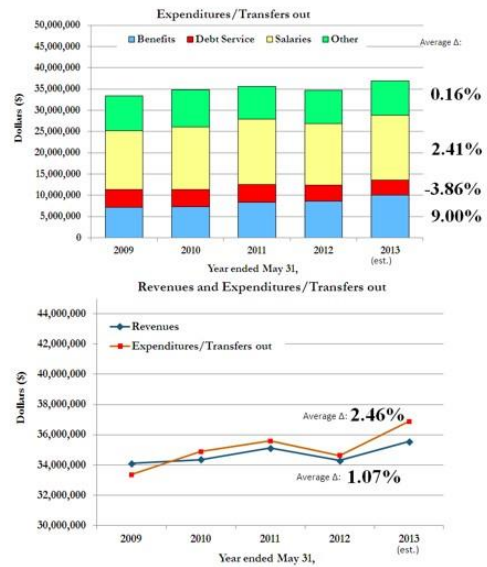 Expenditures/Transfers out
50,000,000
Benefits Debt Service Salaries Other
Average Δ:
45,000,000
40,000,000
35,000,000
0.16%
30,000,000
25,000,000
2.41%
20,000,000
15,000,000
-3.86%
10,000,000
5,000,000
9.00%
0
Dollars ($)
2009 2010 2011 2012 2013
(est.)
Year ended May 31,
Revenues and Expenditures/Transfers out
44,000,000
Revenues
Expenditures/Transfers out
42,000,000
40,000,000
38,000,000
Average Δ: 2.46%
36,000,000
34,000,000
Average Δ: 1.07%
32,000,000
30,000,000
Dollars ($)
2009 2010 2011 2012 2013
(est.)
Year ended May 31,